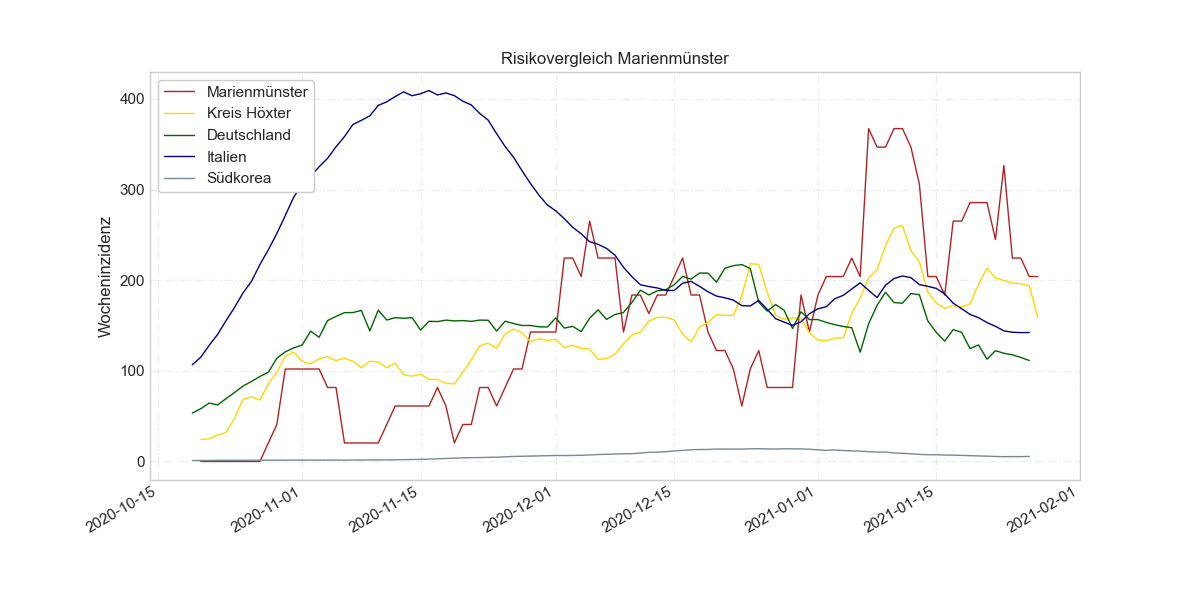 Risikovergleich Marienmünster
Marienmünster
Kreis Höxter
Deutschland
Italien
Südkorea
Wocheninzidenz
400
300
200
100
0
2020-10-15
2020-11-01
2020-11-15
2020-12-01
2020-12-15
2021-01-01
2021-01-15
2021-02-01